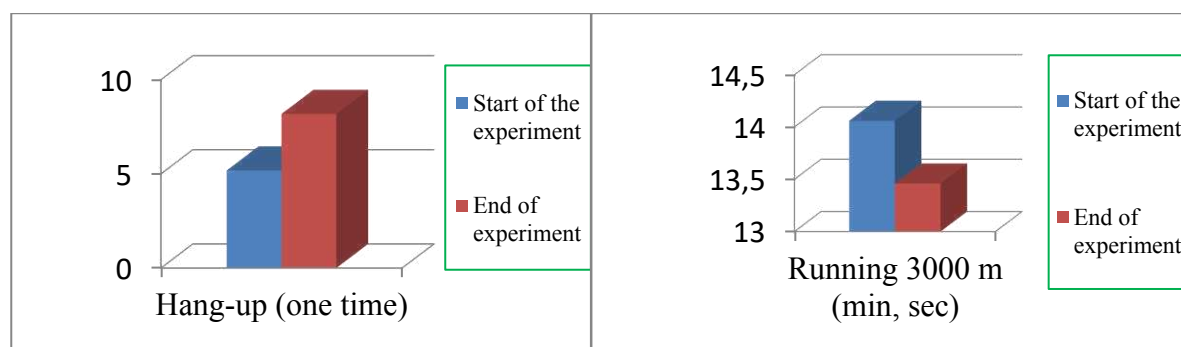 10
5
0
Hang-up (one time)
Start of the
experiment
End of
experiment
14,5
14
13,5
13
Running 3000 m
(min, sec)
Start of the
experiment
End of
experiment